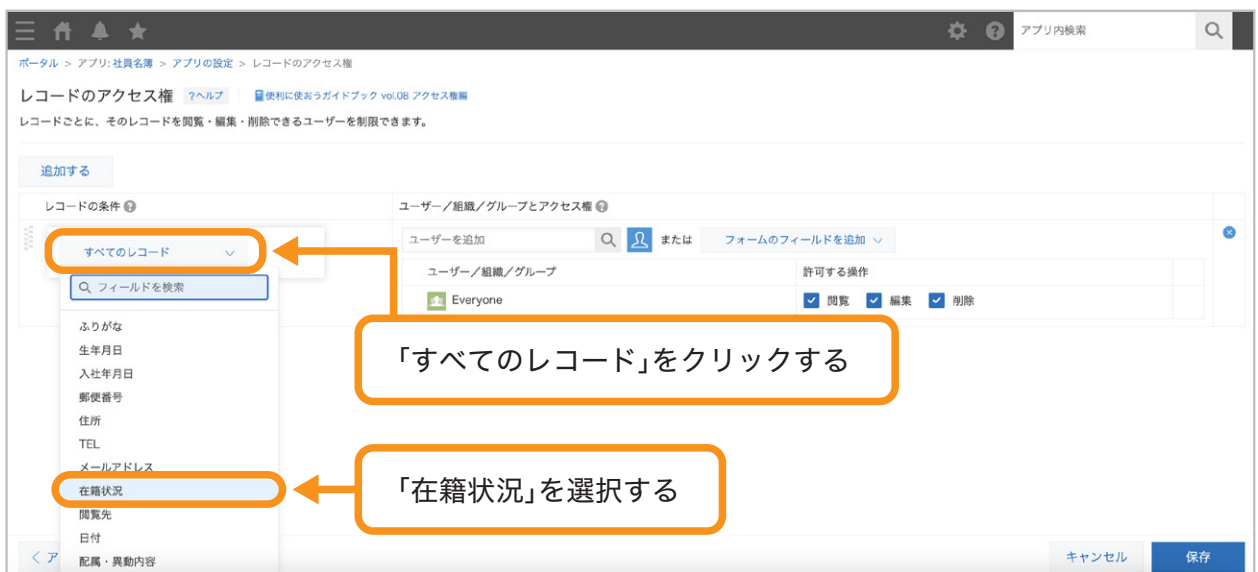 アプリ内検索
ポータル > アプリ: 社員名簿 > アプリの設定 > レコードのアクセス権
レコードのアクセス権 ?ヘルプ 便利に使おうガイドブック vol.08 アクセス権編
レコードごとに、そのレコードを閲覧・編集・削除できるユーザーを制限できます。
追加する
レコードの条件 ユーザー／組織／グループとアクセス権
すべてのレコード ユーザーを追加 または フォームのフィールドを追加
フィールドを検索 ユーザー／組織／グループ 許可する操作
Everyone 閲覧 編集 削除
ふりがな
生年月日
入社年月日
郵便番号
住所
TEL
メールアドレス
在籍状況
閲覧先
日付
配属・異動内容
「すべてのレコード」をクリックする
「在籍状況」を選択する
< ア キャンセル 保存